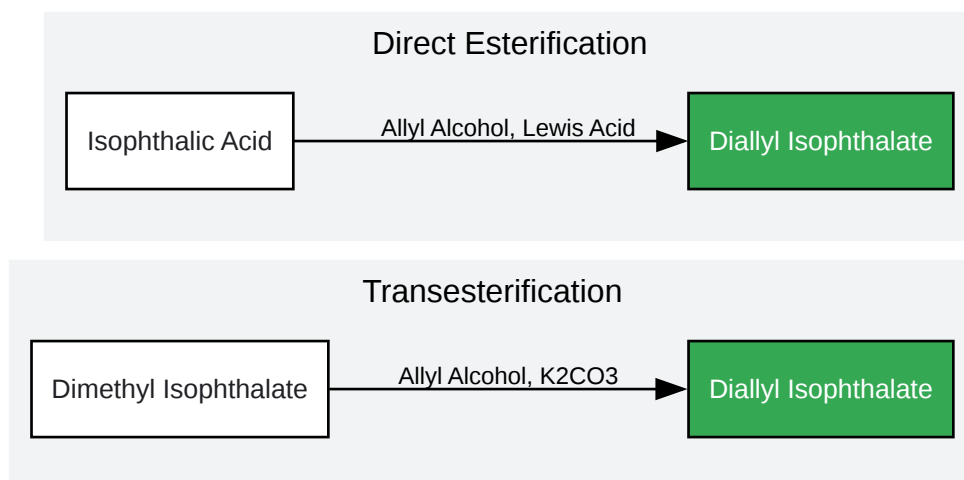 Direct Esterification
Isophthalic Acid
Allyl Alcohol, Lewis Acid
Diallyl Isophthalate
Transesterification
Dimethyl Isophthalate
Allyl Alcohol, K2CO3
Diallyl Isophthalate